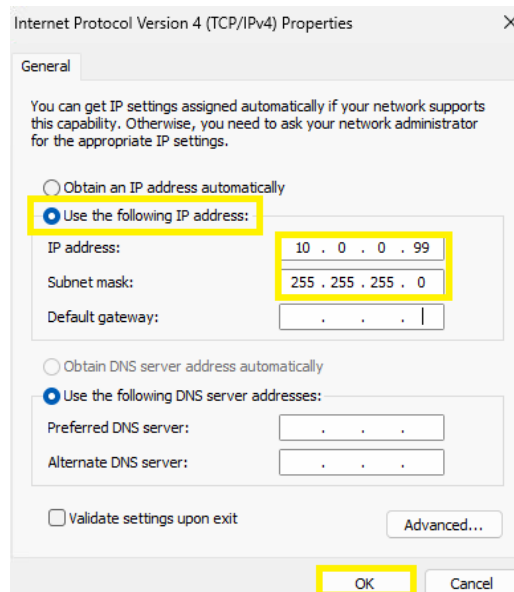 Internet Protocol Version 4 (TCP/IPv4) Properties
General
You can get IP settings assigned automatically if your network supports
this capability. Otherwise, you need to ask your network administrator
for the appropriate IP settings.
Obtain an IP address automatically
Use the following IP address:
IP address: 10 . 0 . 0 . 99
Subnet mask: 255 . 255 . 255 . 0
Default gateway: . . .
Obtain DNS server address automatically
Use the following DNS server addresses:
Preferred DNS server: . . .
Alternate DNS server: . . .
Validate settings upon exit
Advanced...
OK Cancel